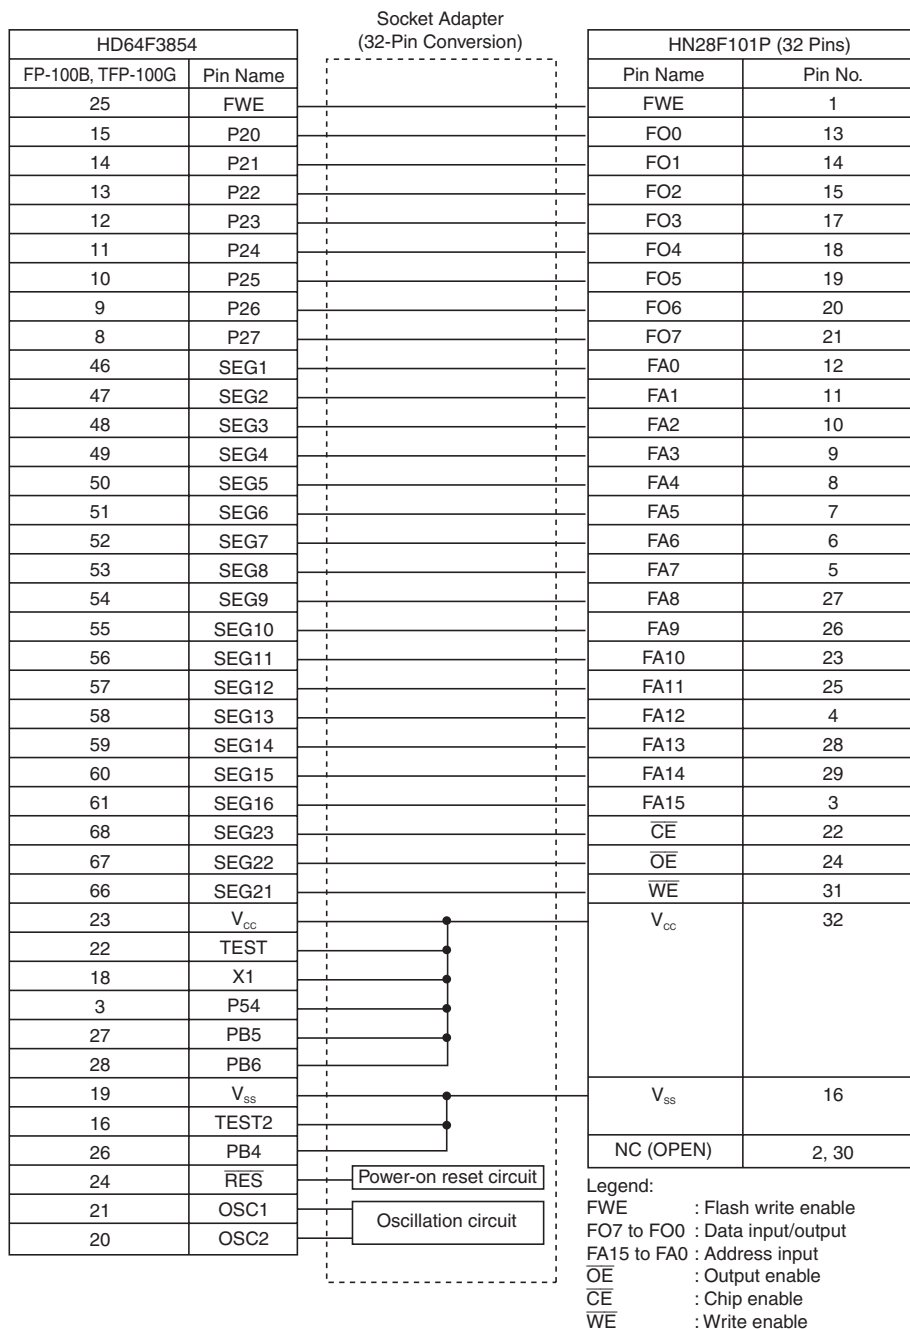 Socket Adapter
(32-Pin Conversion)
HD64F3854 HN28F101P (32 Pins)
FP-100B, TFP-100G Pin Name Pin Name Pin No.
25 FWE FWE 1
15 P20 FO0 13
14 P21 FO1 14
13 P22 FO2 15
12 P23 FO3 17
11 P24 FO4 18
10 P25 FO5 19
9 P26 FO6 20
8 P27 FO7 21
46 SEG1 FA0 12
47 SEG2 FA1 11
48 SEG3 FA2 10
49 SEG4 FA3 9
50 SEG5 FA4 8
51 SEG6 FA5 7
52 SEG7 FA6 6
53 SEG8 FA7 5
54 SEG9 FA8 27
55 SEG10 FA9 26
56 SEG11 FA10 23
57 SEG12 FA11 25
58 SEG13 FA12 4
59 SEG14 FA13 28
60 SEG15 FA14 29
61 SEG16 FA15 3
68 SEG23 C̅E̅ 22
67 SEG22 O̅E̅ 24
66 SEG21 W̅E̅ 31
23 Vcc Vcc 32
22 TEST
18 X1
3 P54
27 PB5
28 PB6
19 Vss Vss 16
16 TEST2
26 PB4 NC (OPEN) 2, 30
24 R̅E̅S̅ Power-on reset circuit
21 OSC1 Oscillation circuit
20 OSC2
Legend:
FWE : Flash write enable
FO7 to FO0 : Data input/output
FA15 to FA0 : Address input
O̅E̅ : Output enable
C̅E̅ : Chip enable
W̅E̅ : Write enable